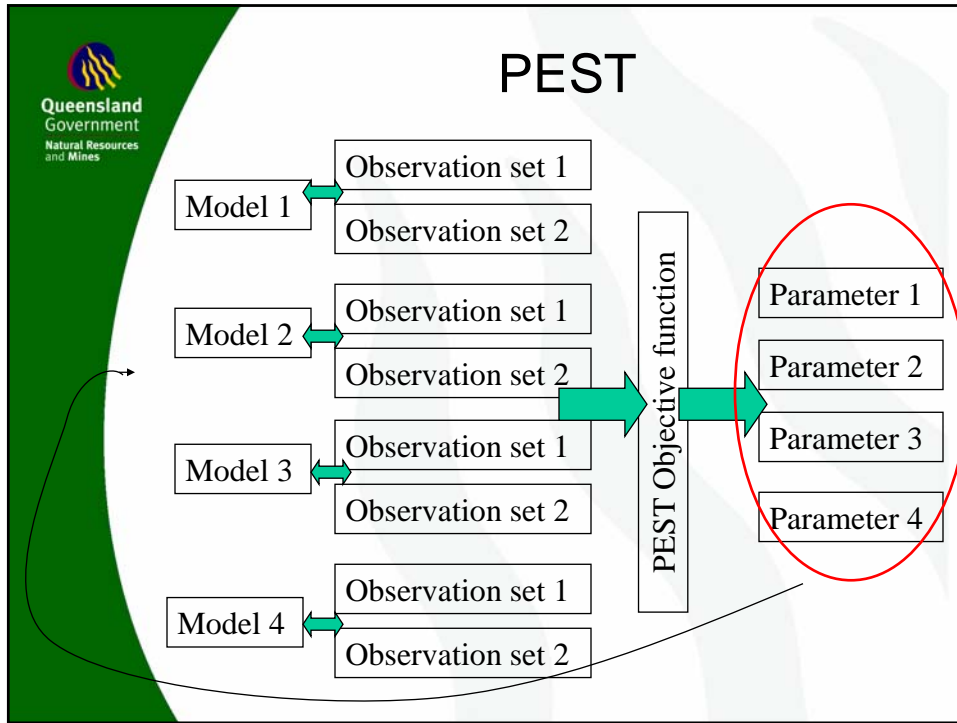 Queensland
Government
Natural Resources
and Mines
PEST
Model 1
Observation set 1
Observation set 2
Model 2
Observation set 1
Observation set 2
Model 3
Observation set 1
Observation set 2
Model 4
Observation set 1
Observation set 2
PEST Objective function
Parameter 1
Parameter 2
Parameter 3
Parameter 4